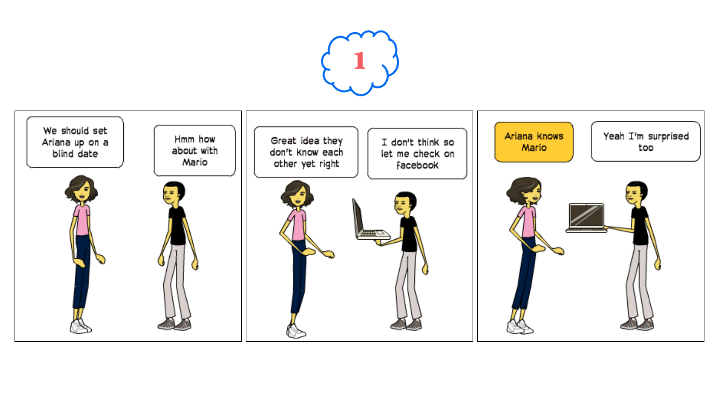 1
We should set
Ariana up on a
blind date
Hmm how
about with
Mario
Great idea they
don't know each
other yet right
I don't think so
let me check on
facebook
Ariana knows
Mario
Yeah I'm surprised
too